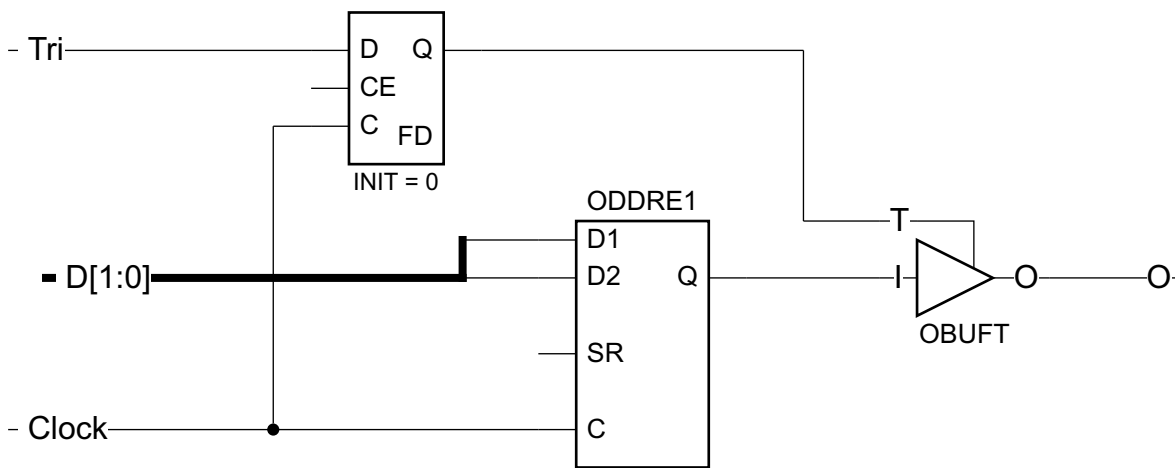 Tri
D Q
CE
C
FD
INIT = 0
ODDRE1
D1
D[1:0]
D2
Q
SR
C
Clock
T
I
O
O
OBUFT